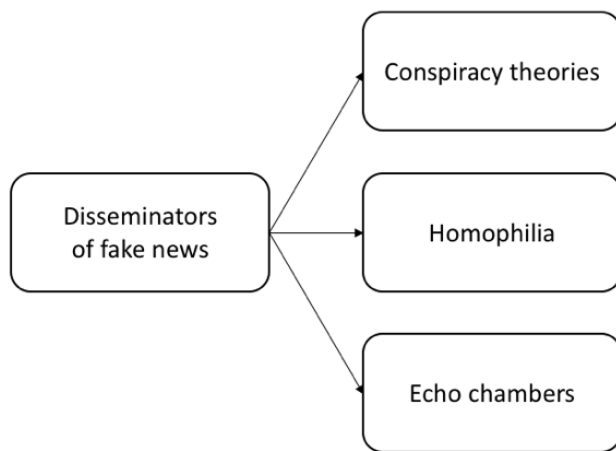 Conspiracy theories
Disseminators
of fake news
Homophilia
Echo chambers